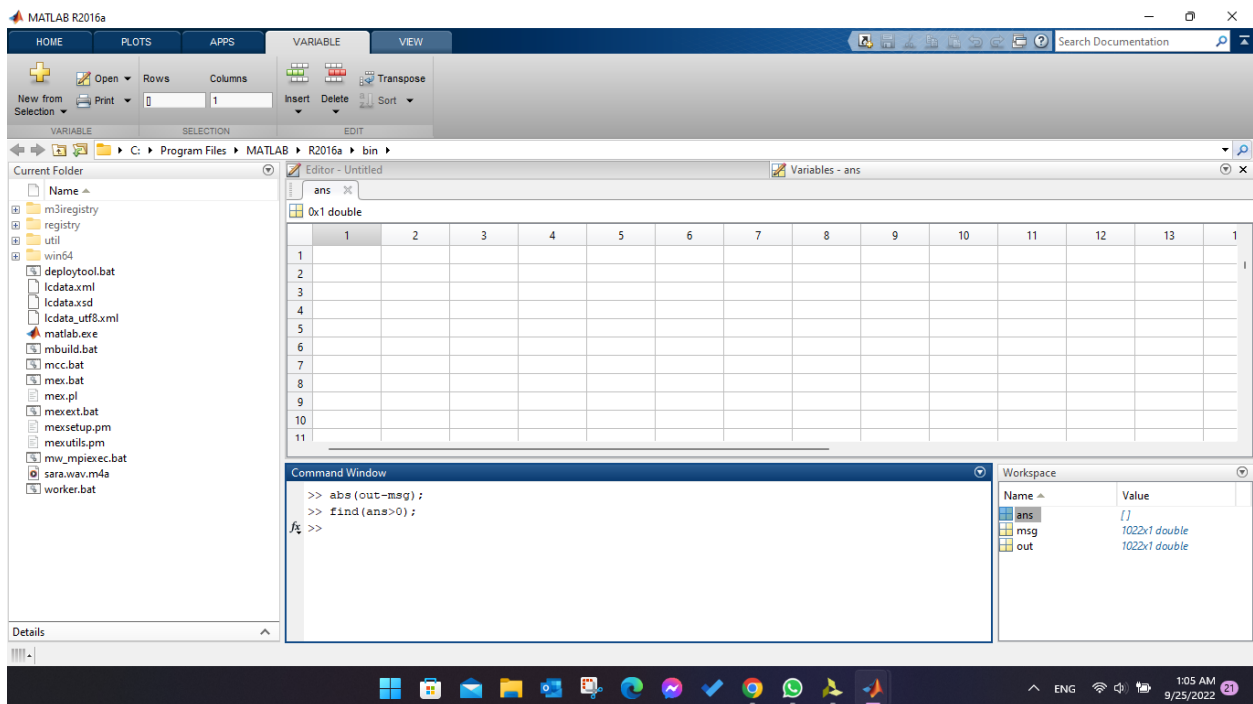 MATLAB R2016a
HOME PLOTS APPS VARIABLE VIEW
Search Documentation
New from Selection
Open
Print
Rows Columns
[] 1
Insert Delete
Transpose
Sort
VARIABLE SELECTION EDIT
C: Program Files MATLAB R2016a bin
Current Folder
Name
m3iregistry
registry
util
win64
deploytool.bat
lcdata.xml
lcdata.xsd
lcdata_utf8.xml
matlab.exe
mbuild.bat
mcc.bat
mex.bat
mex.pl
mexext.bat
mexsetup.pm
mexutils.pm
mw_mpiexec.bat
sara.wav.m4a
worker.bat
Details
Editor - Untitled
Variables - ans
ans
0x1 double
1 2 3 4 5 6 7 8 9 10 11 12 13 1
1
2
3
4
5
6
7
8
9
10
11
Command Window
>> abs(out-msg);
>> find(ans>0);
fx >>
Workspace
Name Value
ans []
msg 1022x1 double
out 1022x1 double
ENG
1:05 AM
9/25/2022
21